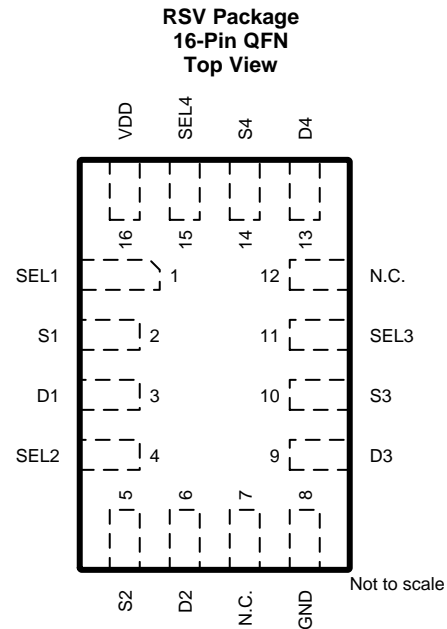 RSV Package
16-Pin QFN
Top View
VDD SEL4 S4 D4
16 15 14 13
SEL1 1 12 N.C.
S1 2 11 SEL3
D1 3 10 S3
SEL2 4 9 D3
5 6 7 8
S2 D2 N.C. GND
Not to scale